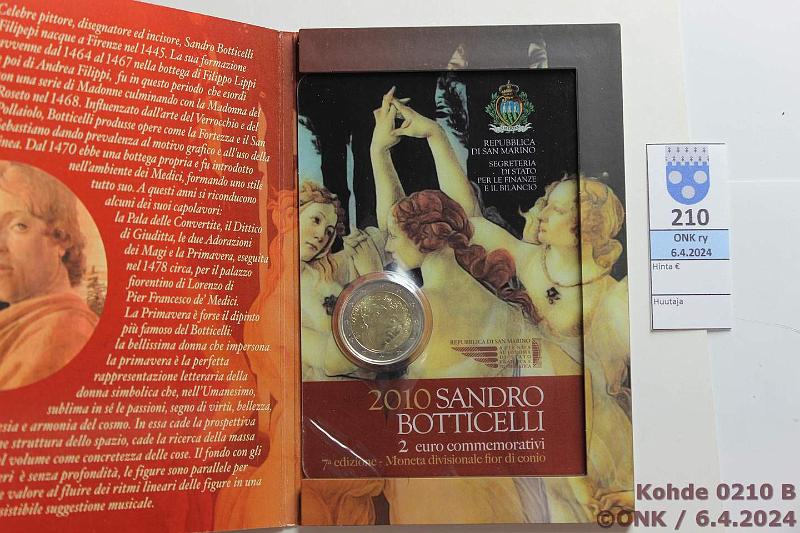 Celebre pittore, disegnatore ed incisore, Sandro Botticelli
Filipepi nacque a Firenze nel 1445. La sua formazione
avvenne dal 1464 al 1467 nella bottega di Filippo Lippi
poi di Andrea Filippi, fu in questo periodo che esordì
con una serie di Madonne culminando con la Madonna del
Roseto nel 1468. Influenzato dall'arte del Verrocchio e del
Pollaiolo, Botticelli produsse opere come la Fortezza e il San
Sebastiano dando prevalenza al motivo grafico e all'uso della
linea. Dal 1470 ebbe una bottega propria e fu introdotto
nell'ambiente dei Medici, formando uno stile
tutto suo. A questi anni si riconducono
alcuni dei suoi capolavori:
la Pala delle Convertite, il Dittico
di Giuditta, le due Adorazioni
dei Magi e la Primavera, eseguita
nel 1478 circa, per il palazzo
fiorentino di Lorenzo di
Pier Francesco de' Medici.
La Primavera è forse il dipinto
più famoso del Botticelli:
la bellissima donna che impersona
la primavera è la perfetta
rappresentazione letteraria della
donna simbolica che, nell'Umanesimo,
sublima in sé le passioni, segno di virtù, bellezza,
esia e armonia del cosmo. In essa cade la prospettiva
ne struttura dello spazio, cade la ricerca della massa
el volume come concretezza delle cose. Il fondo con gli
eri è senza profondità, le figure sono parallele per
e valore al fluire dei ritmi lineari delle figure in una
sistibile suggestione musicale.
REPUBBLICA
DI SAN MARINO
SEGRETERIA
DI STATO
PER LE FINANZE
E IL BILANCIO
REPUBBLICA DI SAN MARINO
AZIENDA
AUTONOMA
DI STATO
FILATELICA E
NUMISMATICA
2010 SANDRO
BOTTICELLI
2 euro commemorativi
7ª edizione - Moneta divisionale fior di conio
210
ONK ry
6.4.2024
Hinta €
Huutaja
Kohde 0210 B
©ONK / 6.4.2024